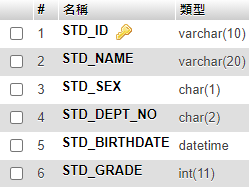 # 名稱 類型
1 STD_ID varchar(10)
2 STD_NAME varchar(20)
3 STD_SEX char(1)
4 STD_DEPT_NO char(2)
5 STD_BIRTHDATE datetime
6 STD_GRADE int(11)